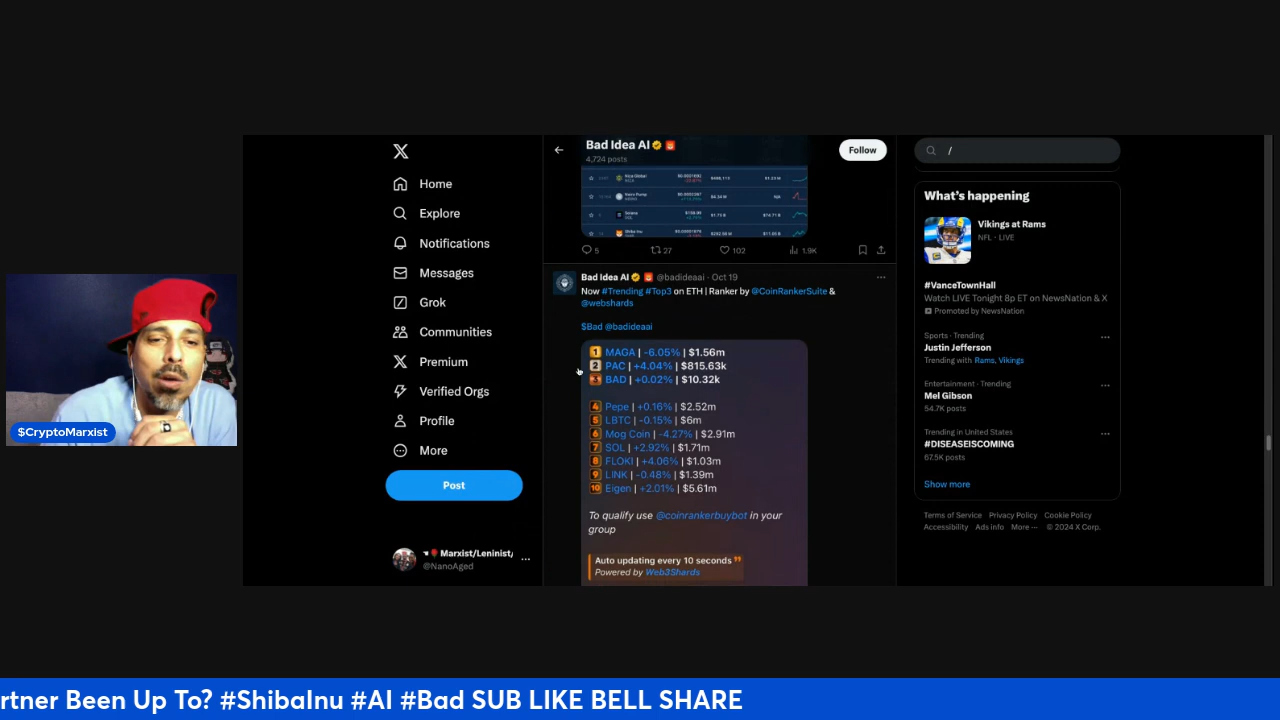 $CryptoMarxist
Home
Explore
Notifications
Messages
Grok
Communities
Premium
Verified Orgs
Profile
More
Post
Marxist/Leninist/
@NanoAged
Bad Idea AI
4,724 posts
Follow
Solana
Shiba Inu
5
27
102
1.9K
Bad Idea AI @badideaai · Oct 19
Now #Trending #Top3 on ETH | Ranker by @CoinRankerSuite &
@webshards
$Bad @badideaai
1 MAGA | -6.05% | $1.56m
2 PAC | +4.04% | $815.63k
3 BAD | +0.02% | $10.32k
4 Pepe | +0.16% | $2.52m
5 LBTC | -0.15% | $6m
6 Mog Coin | -4.27% | $2.91m
7 SOL | +2.92% | $1.71m
8 FLOKI | +4.06% | $1.03m
9 LINK | -0.48% | $1.39m
10 Eigen | +2.01% | $5.61m
To qualify use @coinrankerbuybot in your
group
Auto updating every 10 seconds
Powered by Web3Shards
/
What's happening
Vikings at Rams
NFL · LIVE
#VanceTownHall
Watch LIVE Tonight 8p ET on NewsNation & X
Promoted by NewsNation
Sports · Trending
Justin Jefferson
Trending with Rams, Vikings
Entertainment · Trending
Mel Gibson
54.7K posts
Trending in United States
#DISEASEISCOMING
67.5K posts
Show more
Terms of Service Privacy Policy Cookie Policy
Accessibility Ads info More ··· © 2024 X Corp.
rtner Been Up To? #ShibaInu #AI #Bad SUB LIKE BELL SHARE